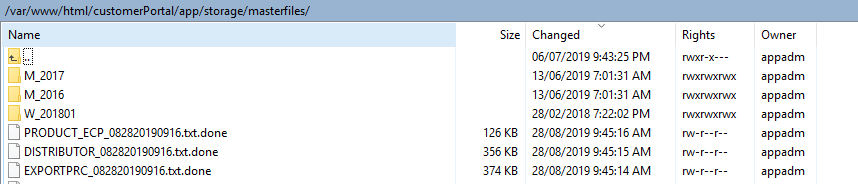 /var/www/html/customerPortal/app/storage/masterfiles/
Name Size Changed Rights Owner
.. 06/07/2019 9:43:25 PM rwxr-x--- appadm
M_2017 13/06/2019 7:01:31 AM rwxrwxrwx appadm
M_2016 13/06/2019 7:01:31 AM rwxrwxrwx appadm
W_201801 28/02/2018 7:22:02 PM rwxrwxrwx appadm
PRODUCT_ECP_082820190916.txt.done 126 KB 28/08/2019 9:45:16 AM rw-r--r-- appadm
DISTRIBUTOR_082820190916.txt.done 356 KB 28/08/2019 9:45:15 AM rw-r--r-- appadm
EXPORTPRC_082820190916.txt.done 374 KB 28/08/2019 9:45:14 AM rw-r--r-- appadm